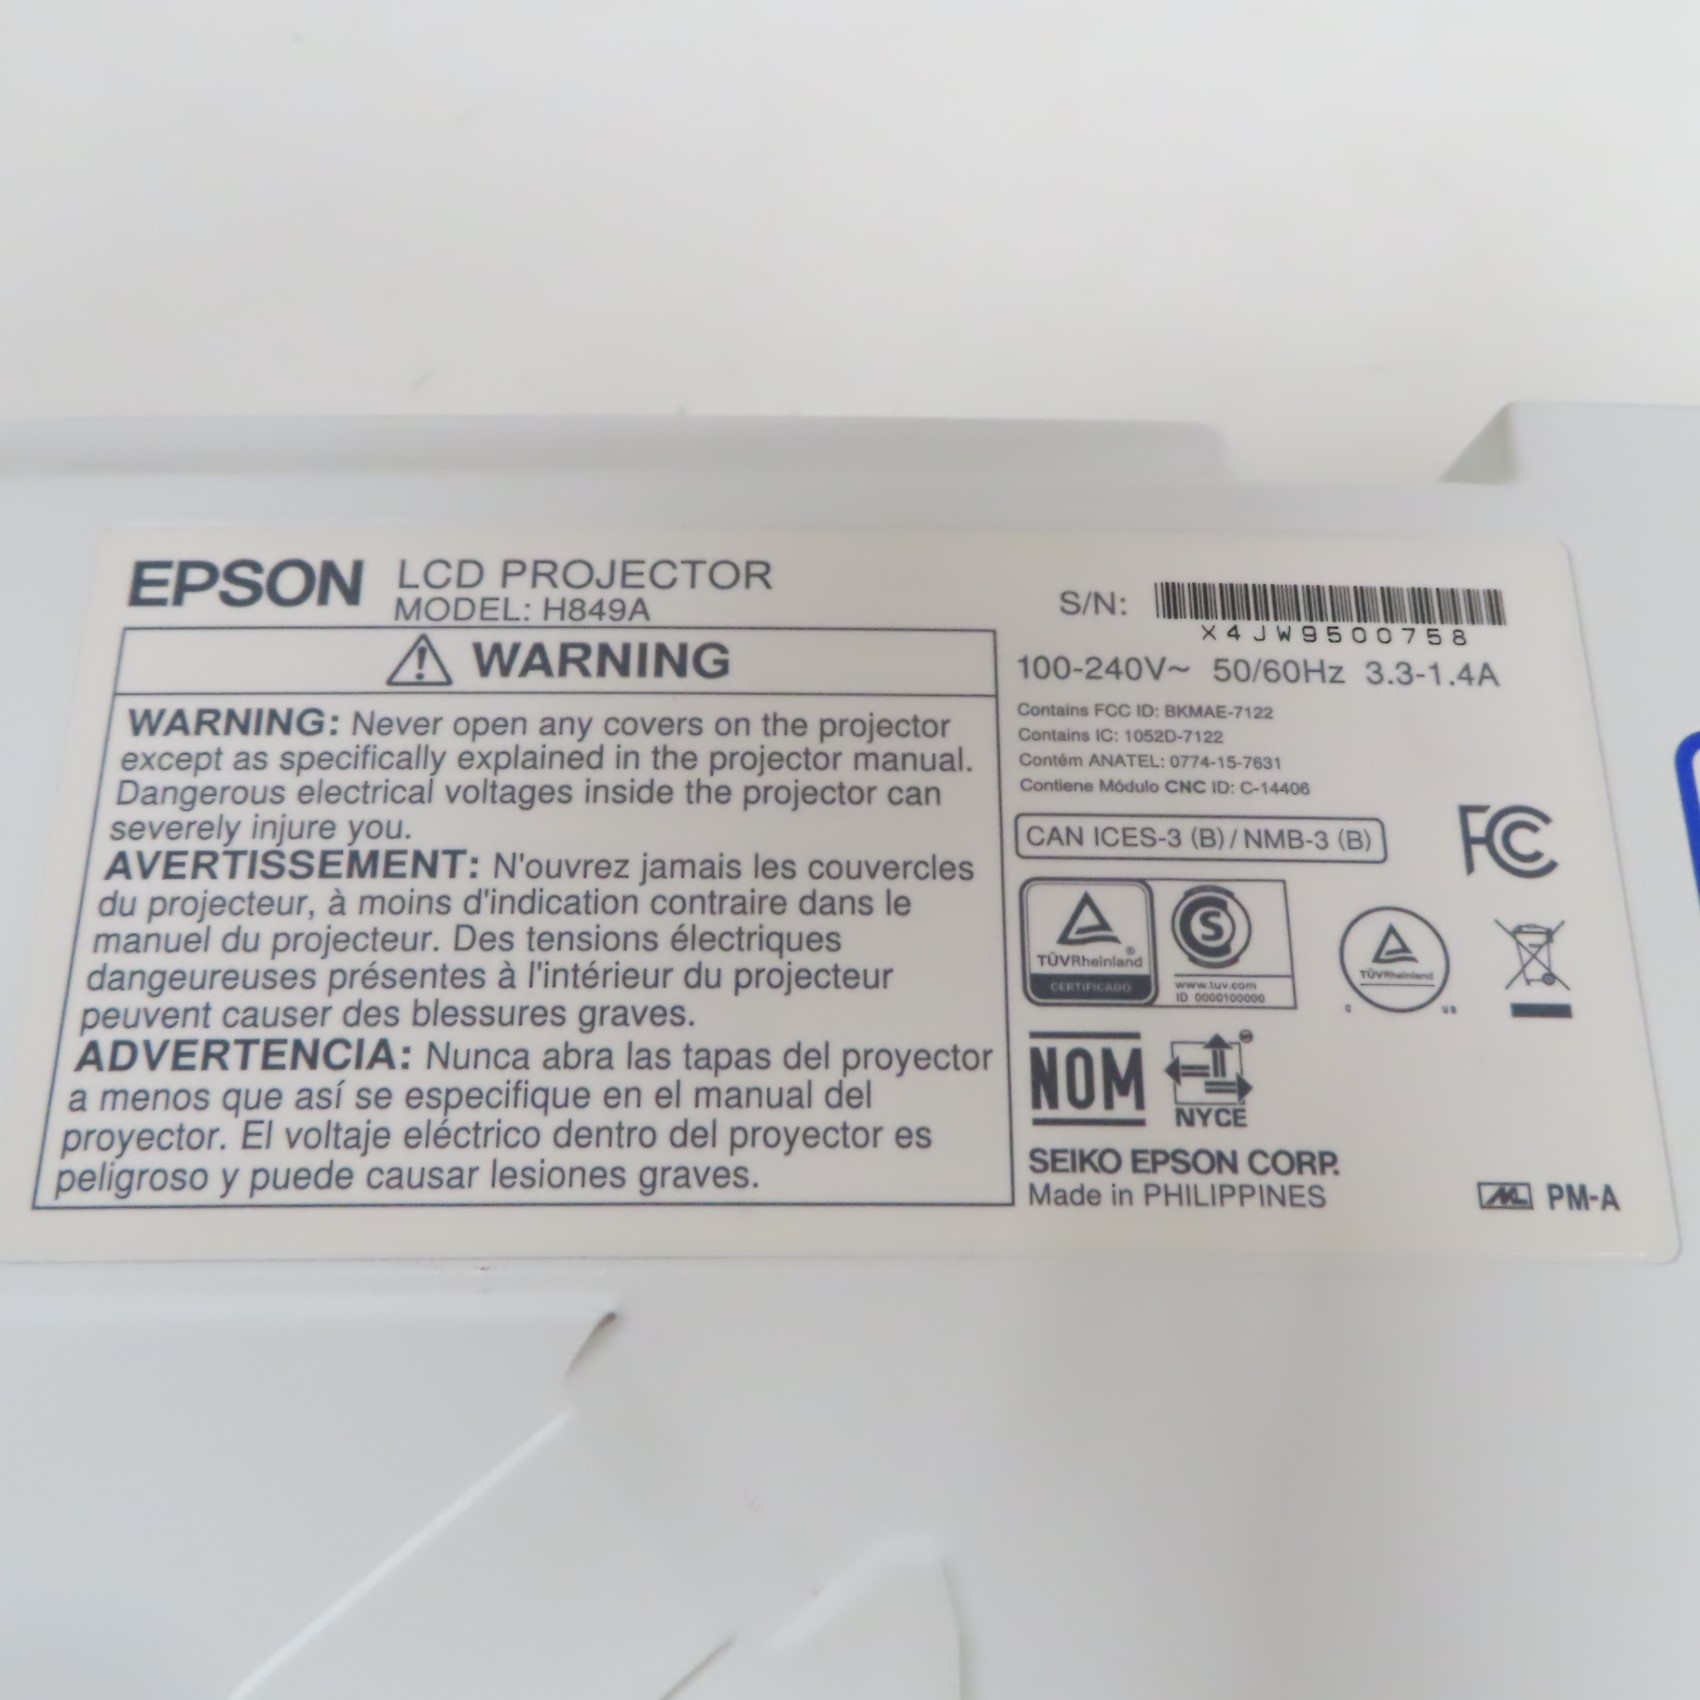 EPSON LCD PROJECTOR
MODEL: H849A
WARNING
WARNING: Never open any covers on the projector
except as specifically explained in the projector manual.
Dangerous electrical voltages inside the projector can
severely injure you.
AVERTISSEMENT: N'ouvrez jamais les couvercles
du projecteur, à moins d'indication contraire dans le
manuel du projecteur. Des tensions électriques
dangeureuses présentes à l'intérieur du projecteur
peuvent causer des blessures graves.
ADVERTENCIA: Nunca abra las tapas del proyector
a menos que así se especifique en el manual del
proyector. El voltaje eléctrico dentro del proyector es
peligroso y puede causar lesiones graves.
S/N:
X4JW9500758
100-240V~ 50/60Hz 3.3-1.4A
Contains FCC ID: BKMAE-7122
Contains IC: 1052D-7122
Contém ANATEL: 0774-15-7631
Contiene Módulo CNC ID: C-14406
CAN ICES-3 (B) / NMB-3 (B)
FC
TÜVRheinland®
CERTIFICADO
S
www.tuv.com
ID 0000100000
TÜVRheinland
C US
NOM
NYCE
SEIKO EPSON CORP.
Made in PHILIPPINES
ML PM-A